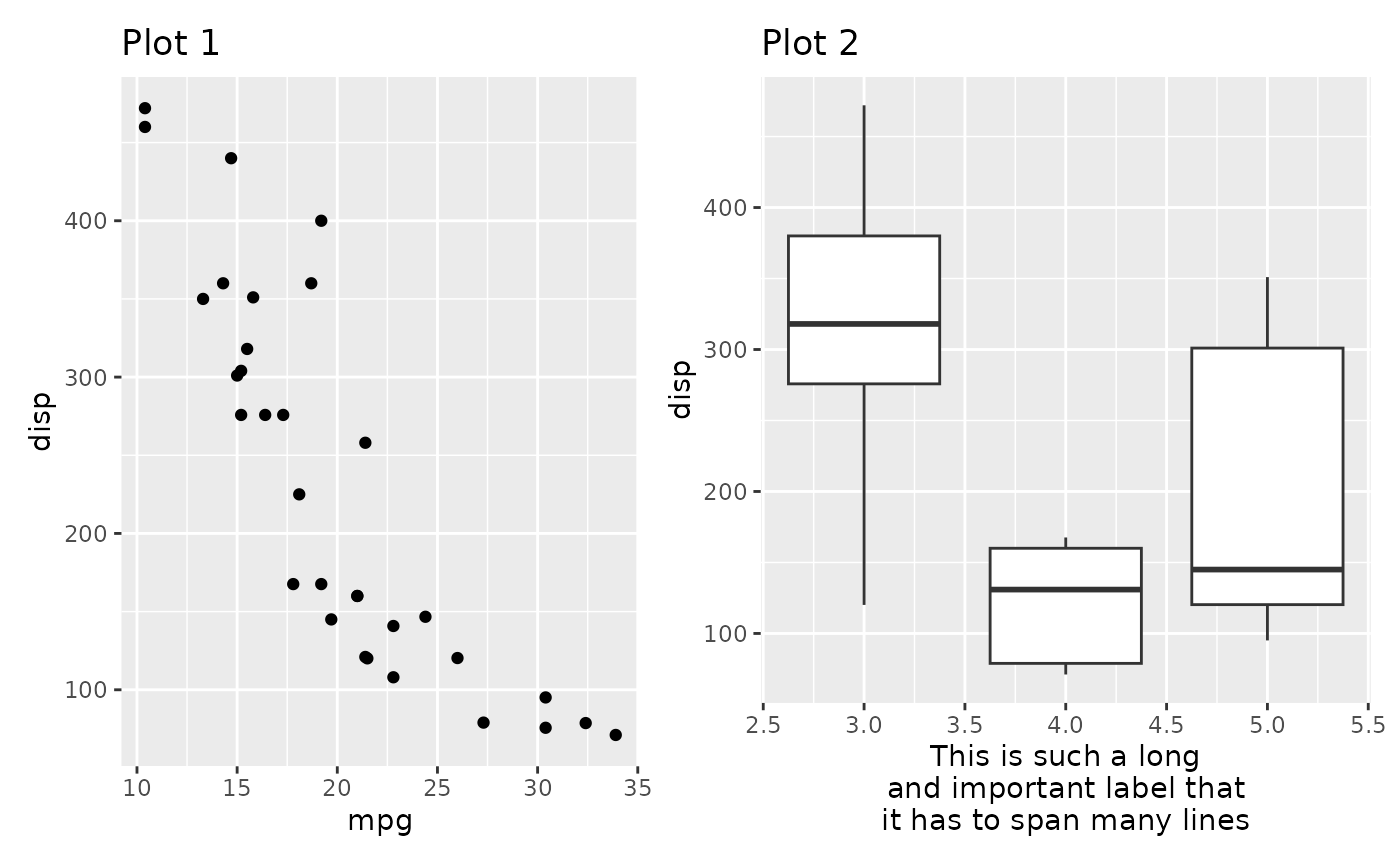 Plot 1
400
300
200
100
disp
10 15 20 25 30 35
mpg
Plot 2
400
300
200
100
disp
2.5 3.0 3.5 4.0 4.5 5.0 5.5
This is such a long
and important label that
it has to span many lines